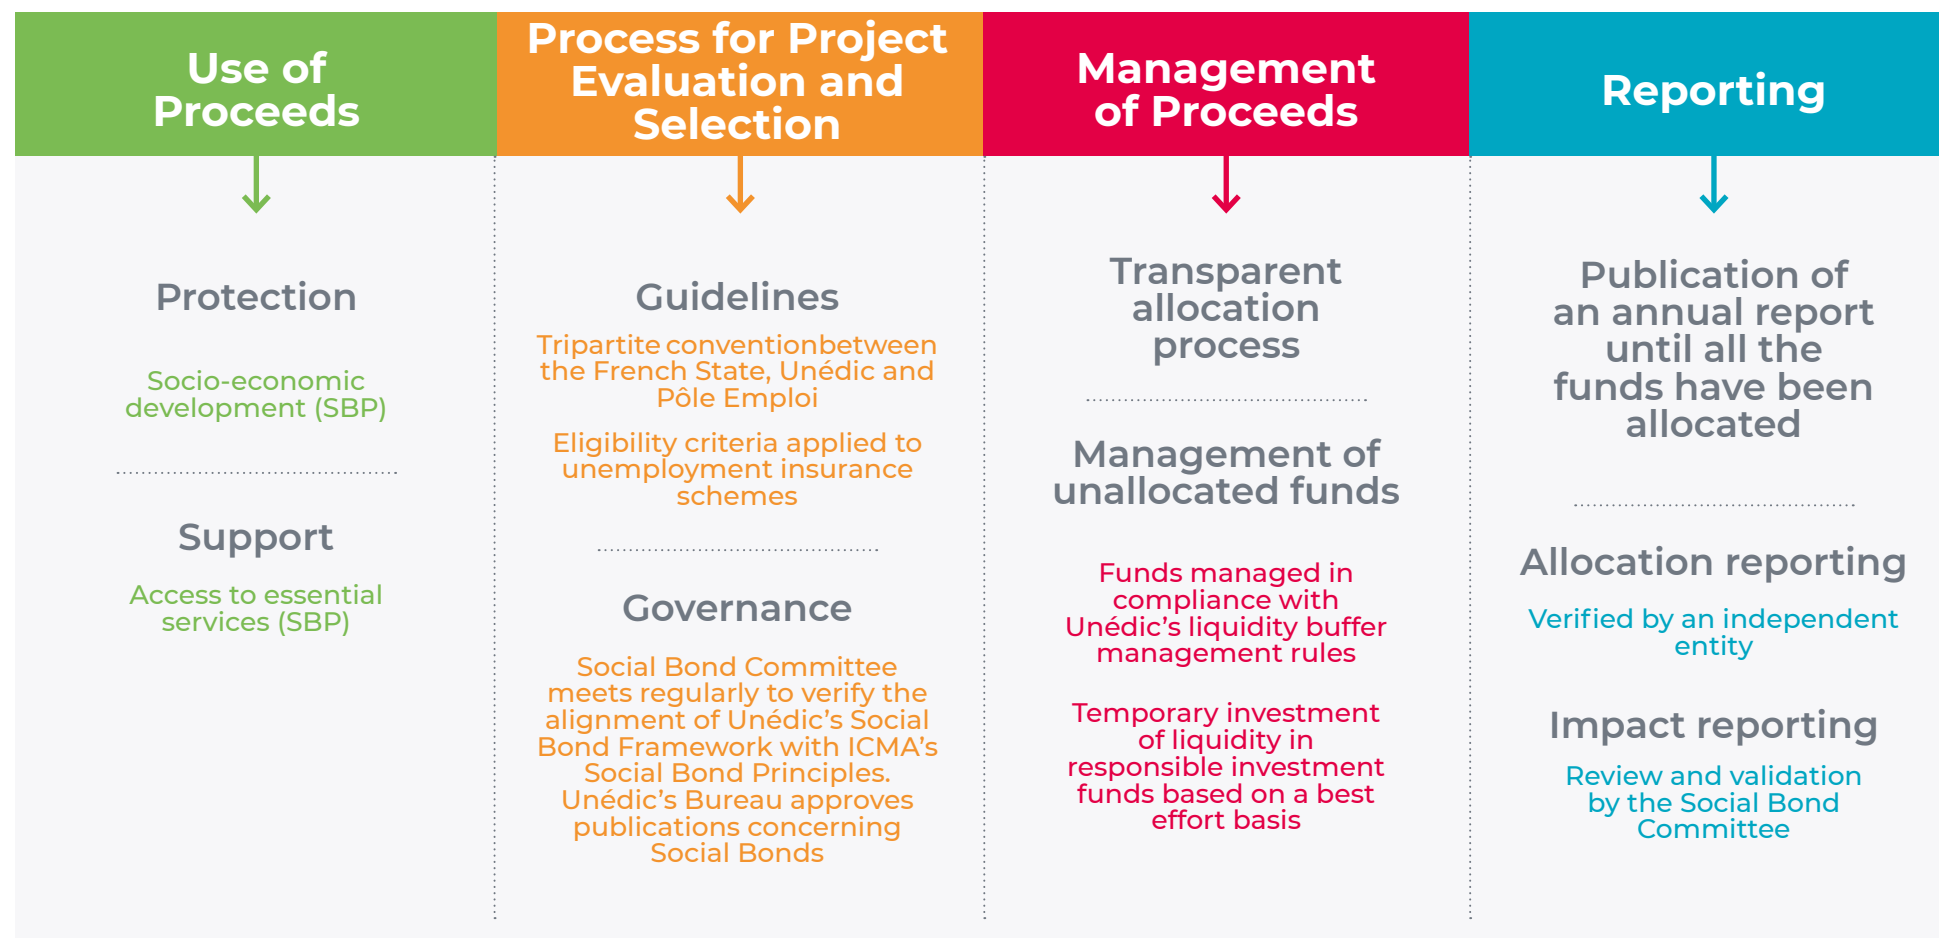 Use of
Proceeds
Protection
Socio-economic
development (SBP)
Support
Access to essential
services (SBP)
Process for Project
Evaluation and
Selection
Guidelines
Tripartite conventionbetween
the French State, Unédic and
Pôle Emploi
Eligibility criteria applied to
unemployment insurance
schemes
Governance
Social Bond Committee
meets regularly to verify the
alignment of Unédic’s Social
Bond Framework with ICMA’s
Social Bond Principles.
Unédic’s Bureau approves
publications concerning
Social Bonds
Management
of Proceeds
Transparent
allocation
process
Management of
unallocated funds
Funds managed in
compliance with
Unédic’s liquidity buffer
management rules
Temporary investment
of liquidity in
responsible investment
funds based on a best
effort basis
Reporting
Publication of
an annual report
until all the
funds have been
allocated
Allocation reporting
Verified by an independent
entity
Impact reporting
Review and validation
by the Social Bond
Committee